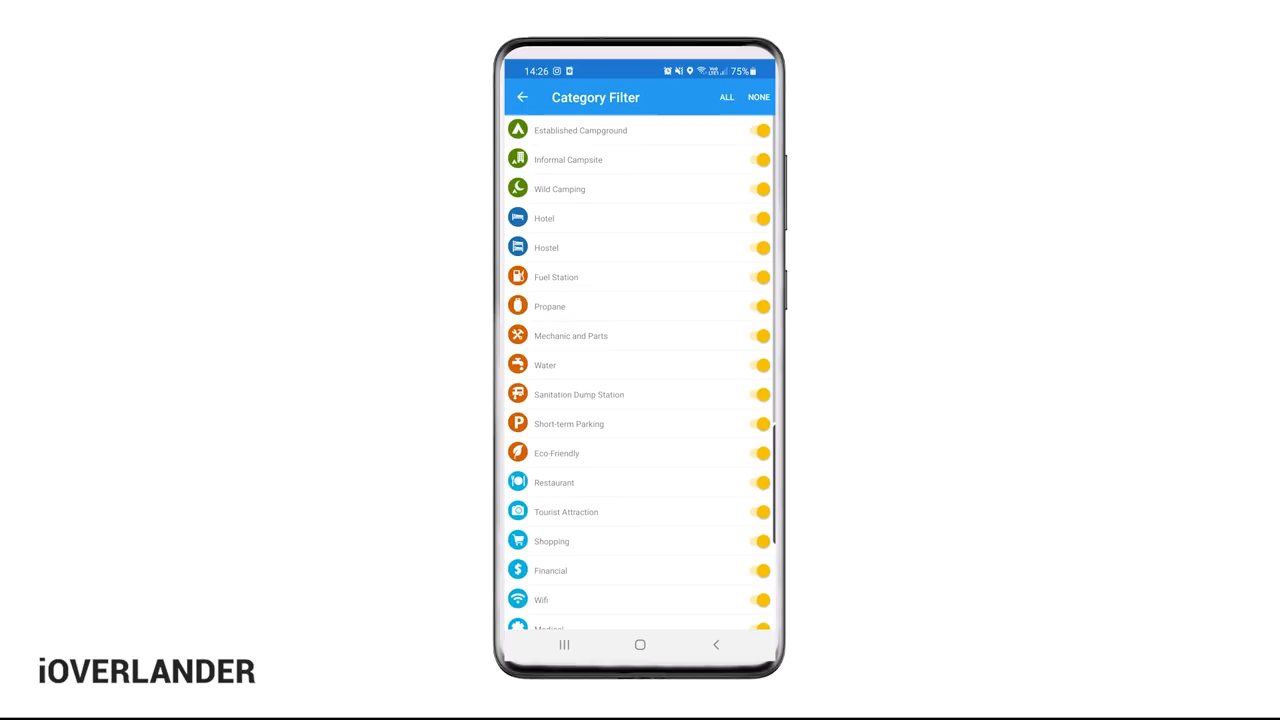 14:26 75%
Category Filter ALL NONE
Established Campground
Informal Campsite
Wild Camping
Hotel
Hostel
Fuel Station
Propane
Mechanic and Parts
Water
Sanitation Dump Station
Short-term Parking
Eco-Friendly
Restaurant
Tourist Attraction
Shopping
Financial
Wifi
Medical
iOVERLANDER